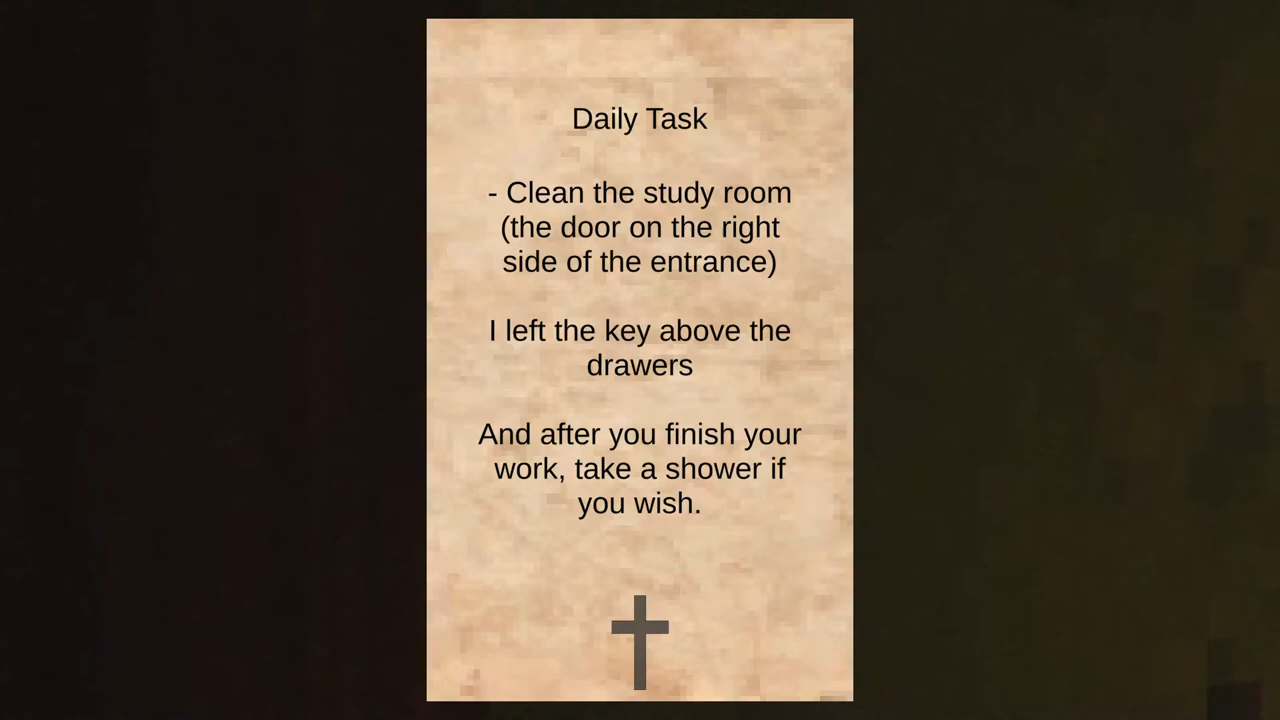 Daily Task
- Clean the study room
(the door on the right
side of the entrance)
I left the key above the
drawers
And after you finish your
work, take a shower if
you wish.